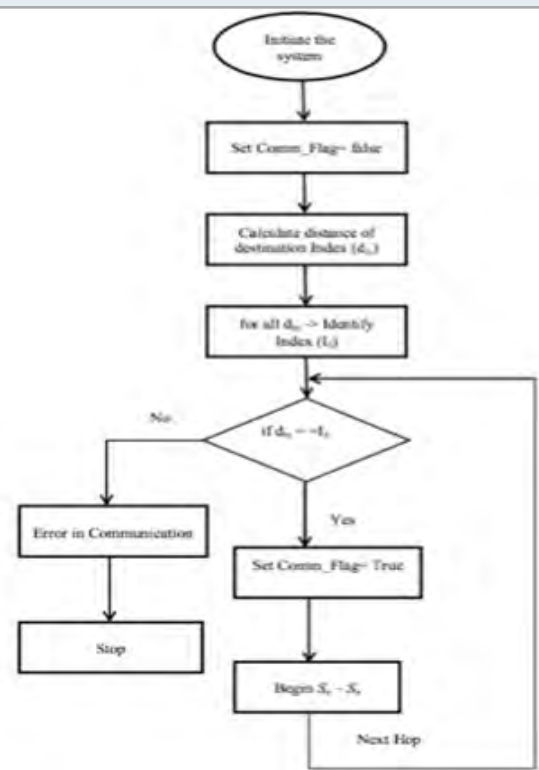 Initiate the
system
Set Comm_Flag= false
Calculate distance of
destination Index
for all -> Identify
Index
No
if
Error in Communication
Yes
Set Comm_Flag= True
Stop
Begin
Next Hop